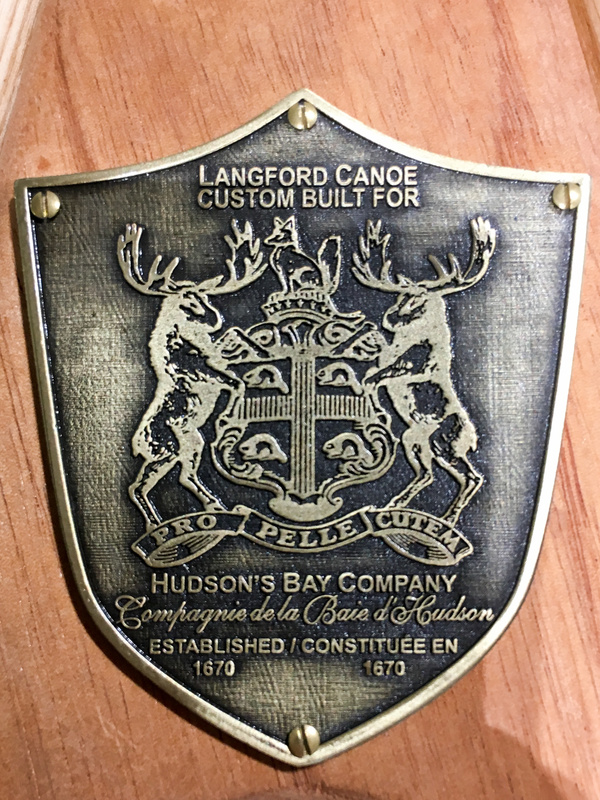 LANGFORD CANOE
CUSTOM BUILT FOR
PRO PELLE CUTEM
HUDSON'S BAY COMPANY
Compagnie de la Baie d'Hudson
ESTABLISHED / CONSTITUÉE EN
1670 1670